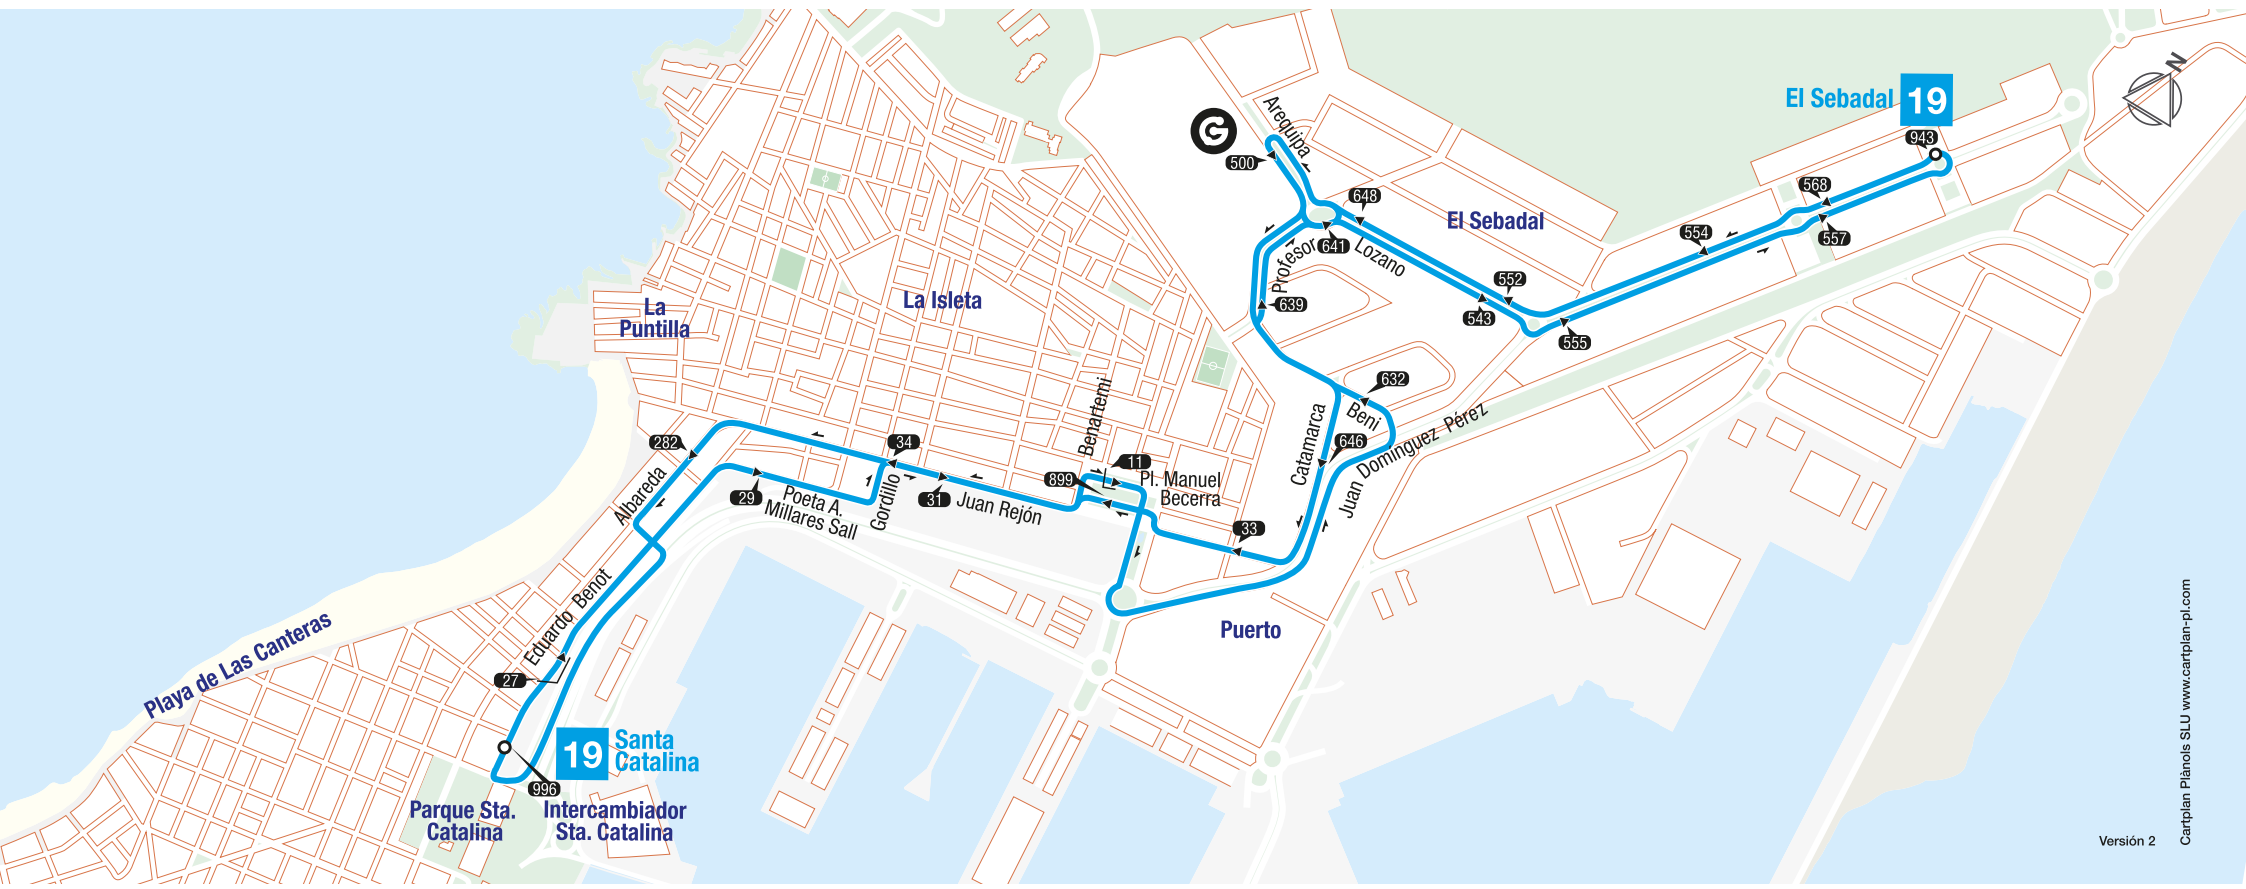 N
El Sebadal 19
943
G
Arequipa
500
568
648
El Sebadal
641
554
557
Profesor
Lozano
552
639
543
555
La Isleta
La
Puntilla
632
Beni
Benartemi
Catamarca
646
Juan Domínguez Pérez
282
34
11
899
Pl. Manuel
Becerra
29
Poeta A.
Millares Sall
Gordillo
31
Juan Rejón
33
Albareda
Eduardo Benot
Playa de Las Canteras
27
Puerto
19 Santa
Catalina
996
Parque Sta.
Catalina
Intercambiador
Sta. Catalina
Versión 2
Cartplan Plànols SLU www.cartplan-pol.com